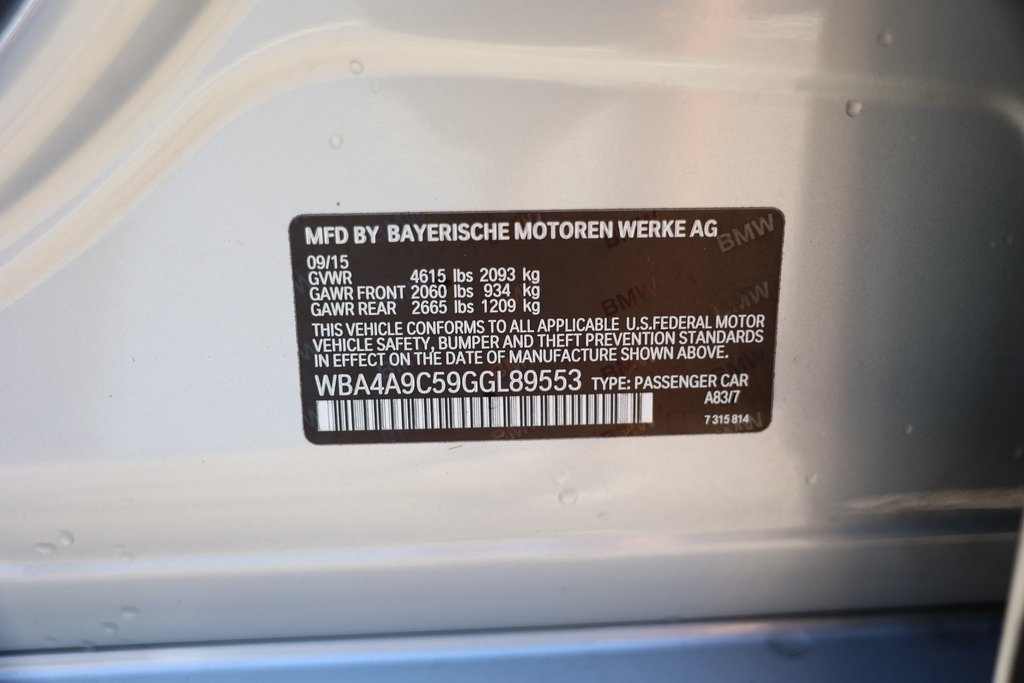 MFD BY BAYERISCHE MOTOREN WERKE AG
BMW
09/15
GVWR 4615 lbs 2093 kg
GAWR FRONT 2060 lbs 934 kg
GAWR REAR 2665 lbs 1209 kg
BMW
BMW
THIS VEHICLE CONFORMS TO ALL APPLICABLE U.S.FEDERAL MOTOR
VEHICLE SAFETY, BUMPER AND THEFT PREVENTION STANDARDS
IN EFFECT ON THE DATE OF MANUFACTURE SHOWN ABOVE.
WBA4A9C59GGL89553 TYPE: PASSENGER CAR
A83/7
7 315 814